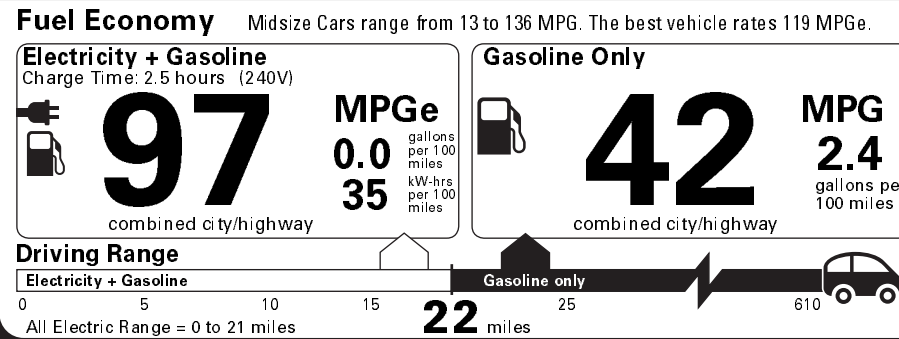 Fuel Economy Midsize Cars range from 13 to 136 MPG. The best vehicle rates 119 MPGe.
Electricity + Gasoline
Charge Time: 2.5 hours (240V)
97
MPGe
0.0 gallons
per 100
miles
35 kW-hrs
per 100
miles
combined city/highway
Gasoline Only
42
MPG
2.4
gallons pe
100 miles
combined city/highway
Driving Range
Electricity + Gasoline Gasoline only
0 5 10 15 22 miles 25 610
All Electric Range = 0 to 21 miles